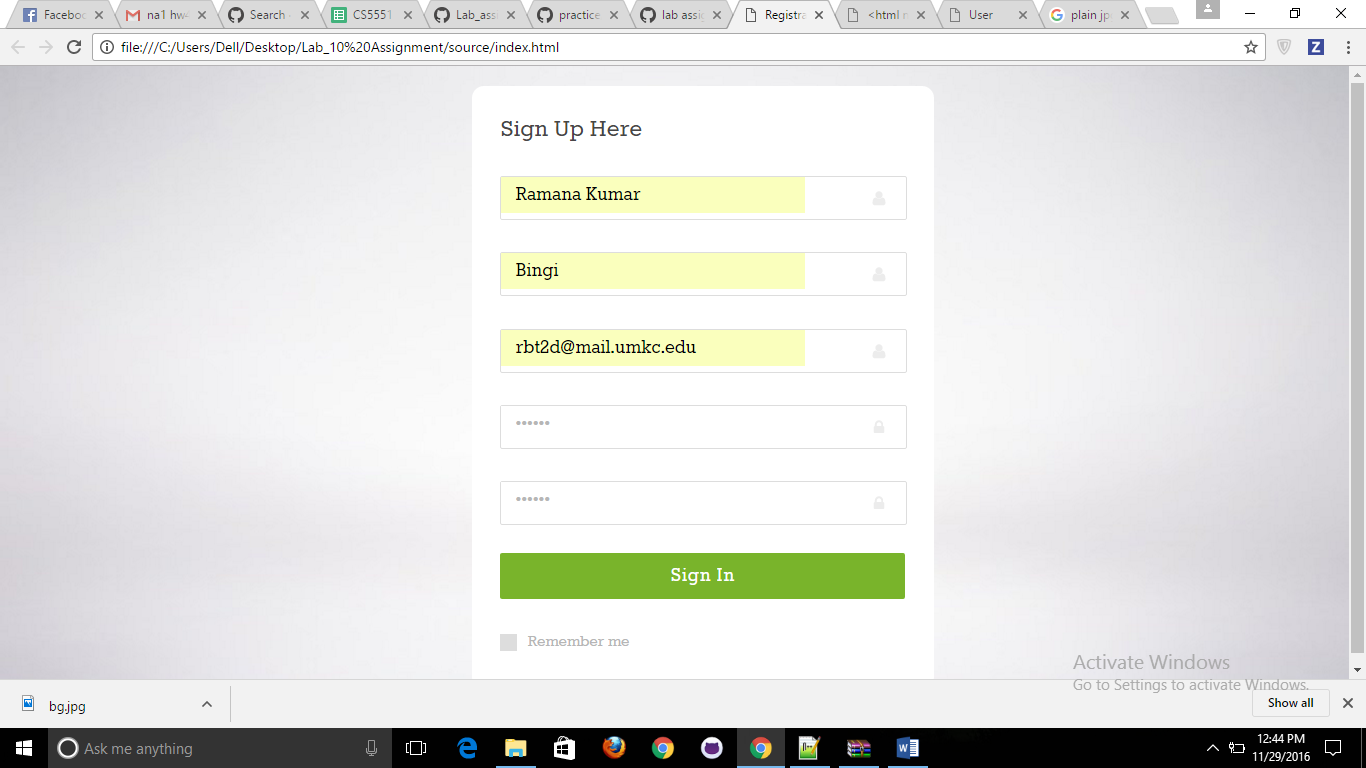 Faceboo
na1 hw4
Search
CS5551
Lab_ass
practice
lab assi
Registra
<html
User
plain jp
file:///C:/Users/Dell/Desktop/Lab_10%20Assignment/source/index.html
Z
Sign Up Here
Ramana Kumar
Bingi
rbt2d@mail.umkc.edu
••••••
••••••
Sign In
Remember me
Activate Windows
Go to Settings to activate Windows.
bg.jpg
Show all
Ask me anything
12:44 PM
11/29/2016